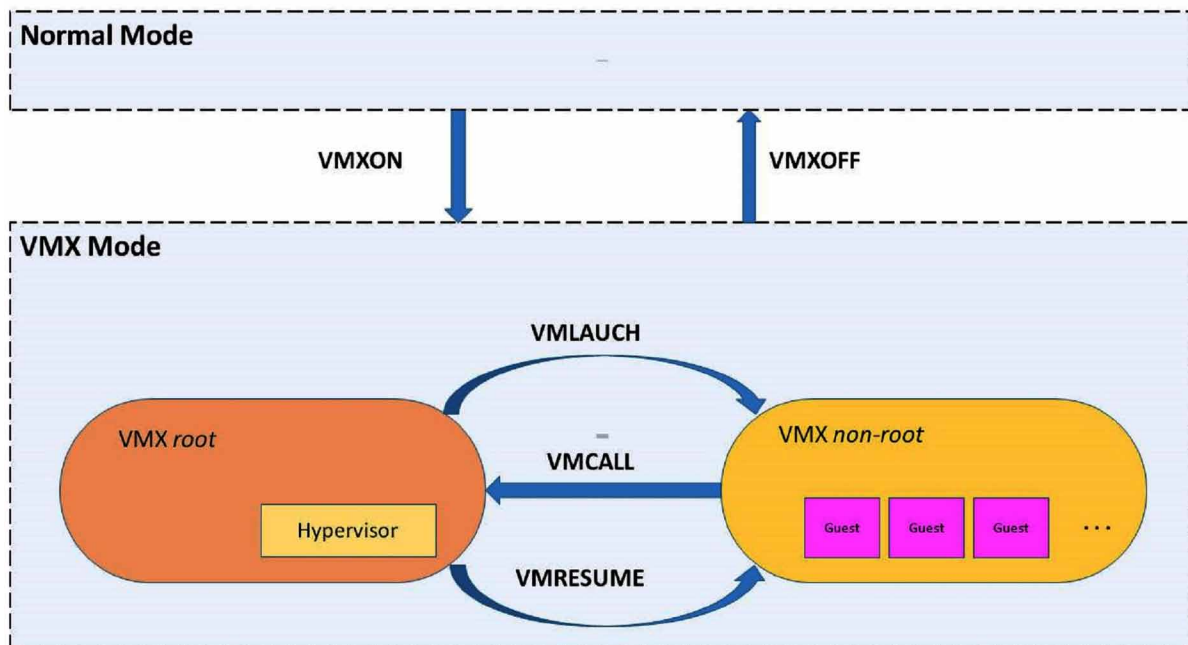 Normal Mode
VMXON
VMXOFF
VMX Mode
VMLAUCH
VMX root
VMX non-root
VMCALL
Hypervisor
Guest
Guest
Guest
...
VMRESUME